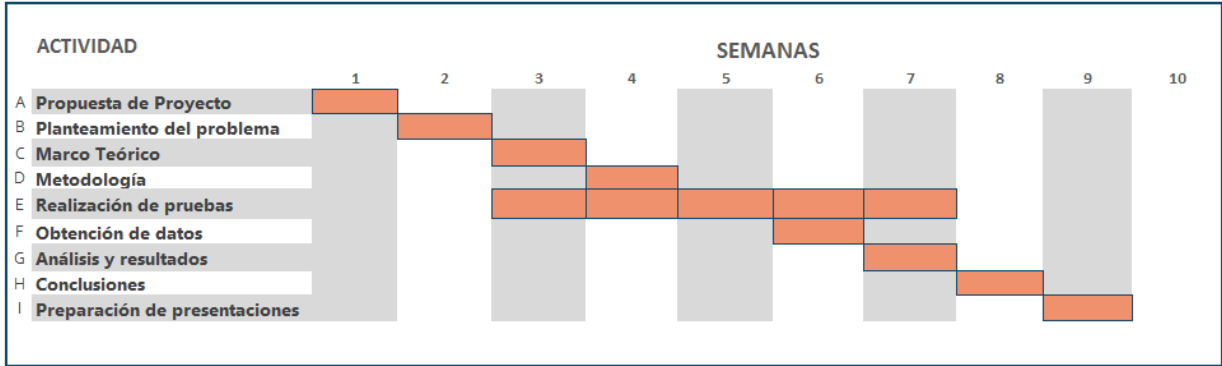 ACTIVIDAD
SEMANAS
1 2 3 4 5 6 7 8 9 10
A Propuesta de Proyecto
B Planteamiento del problema
C Marco Teórico
D Metodología
E Realización de pruebas
F Obtención de datos
G Análisis y resultados
H Conclusiones
I Preparación de presentaciones